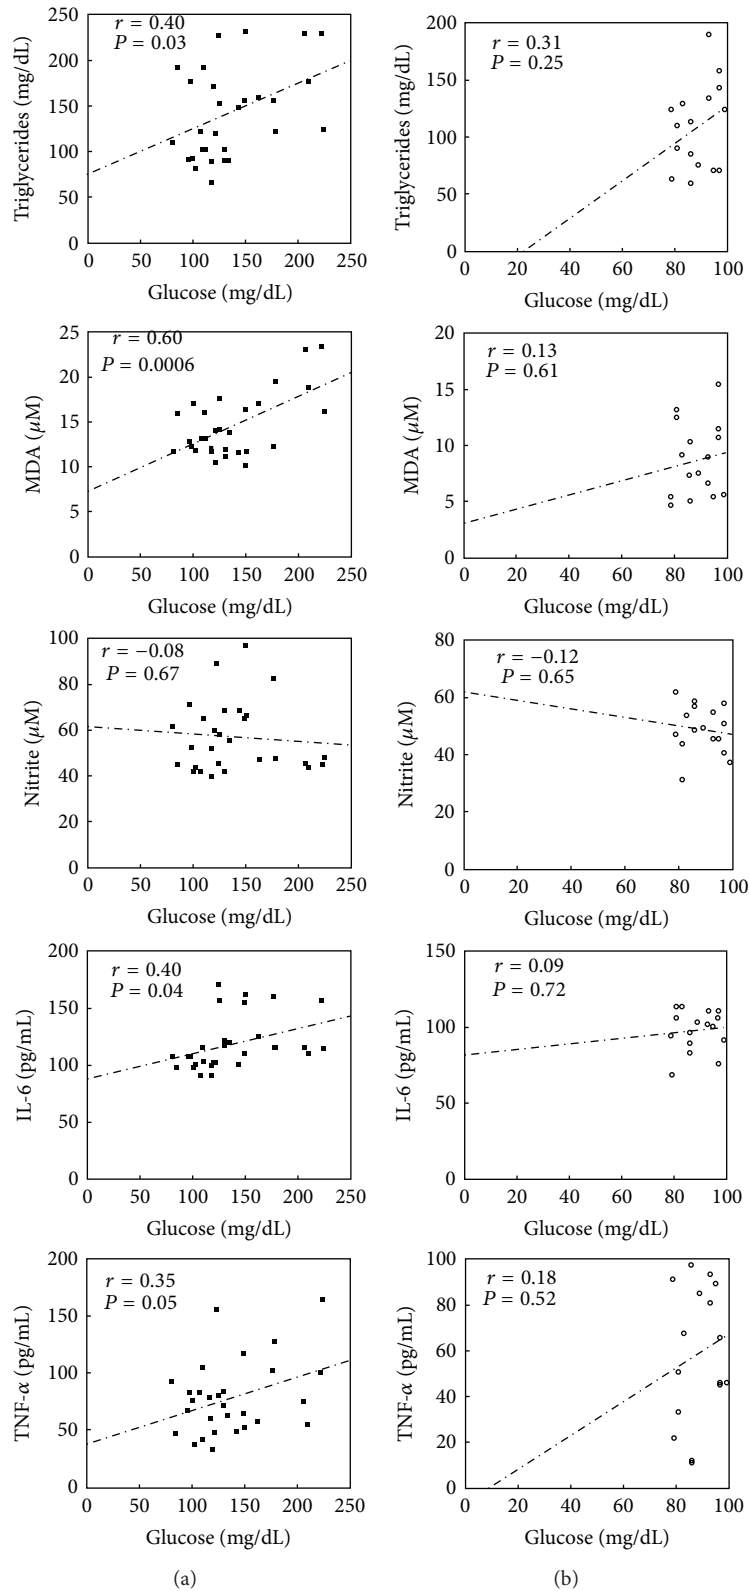 250
r = 0.40
P = 0.03
200
150
100
50
0
Triglycerides (mg/dL)
0 50 100 150 200 250
Glucose (mg/dL)
200
r = 0.31
P = 0.25
150
100
50
0
Triglycerides (mg/dL)
0 20 40 60 80 100
Glucose (mg/dL)
25
r = 0.60
P = 0.0006
20
15
10
5
0
MDA (μM)
0 50 100 150 200 250
Glucose (mg/dL)
20
r = 0.13
P = 0.61
15
10
5
0
MDA (μM)
0 20 40 60 80 100
Glucose (mg/dL)
100
r = −0.08
P = 0.67
80
60
40
20
0
Nitrite (μM)
0 50 100 150 200 250
Glucose (mg/dL)
80
r = −0.12
P = 0.65
60
40
20
0
Nitrite (μM)
0 20 40 60 80 100
Glucose (mg/dL)
200
r = 0.40
P = 0.04
150
100
50
0
IL-6 (pg/mL)
0 50 100 150 200 250
Glucose (mg/dL)
150
r = 0.09
P = 0.72
100
50
0
IL-6 (pg/mL)
0 20 40 60 80 100
Glucose (mg/dL)
200
r = 0.35
P = 0.05
150
100
50
0
TNF-α (pg/mL)
0 50 100 150 200 250
Glucose (mg/dL)
(a)
100
r = 0.18
P = 0.52
80
60
40
20
0
TNF-α (pg/mL)
0 20 40 60 80 100
Glucose (mg/dL)
(b)